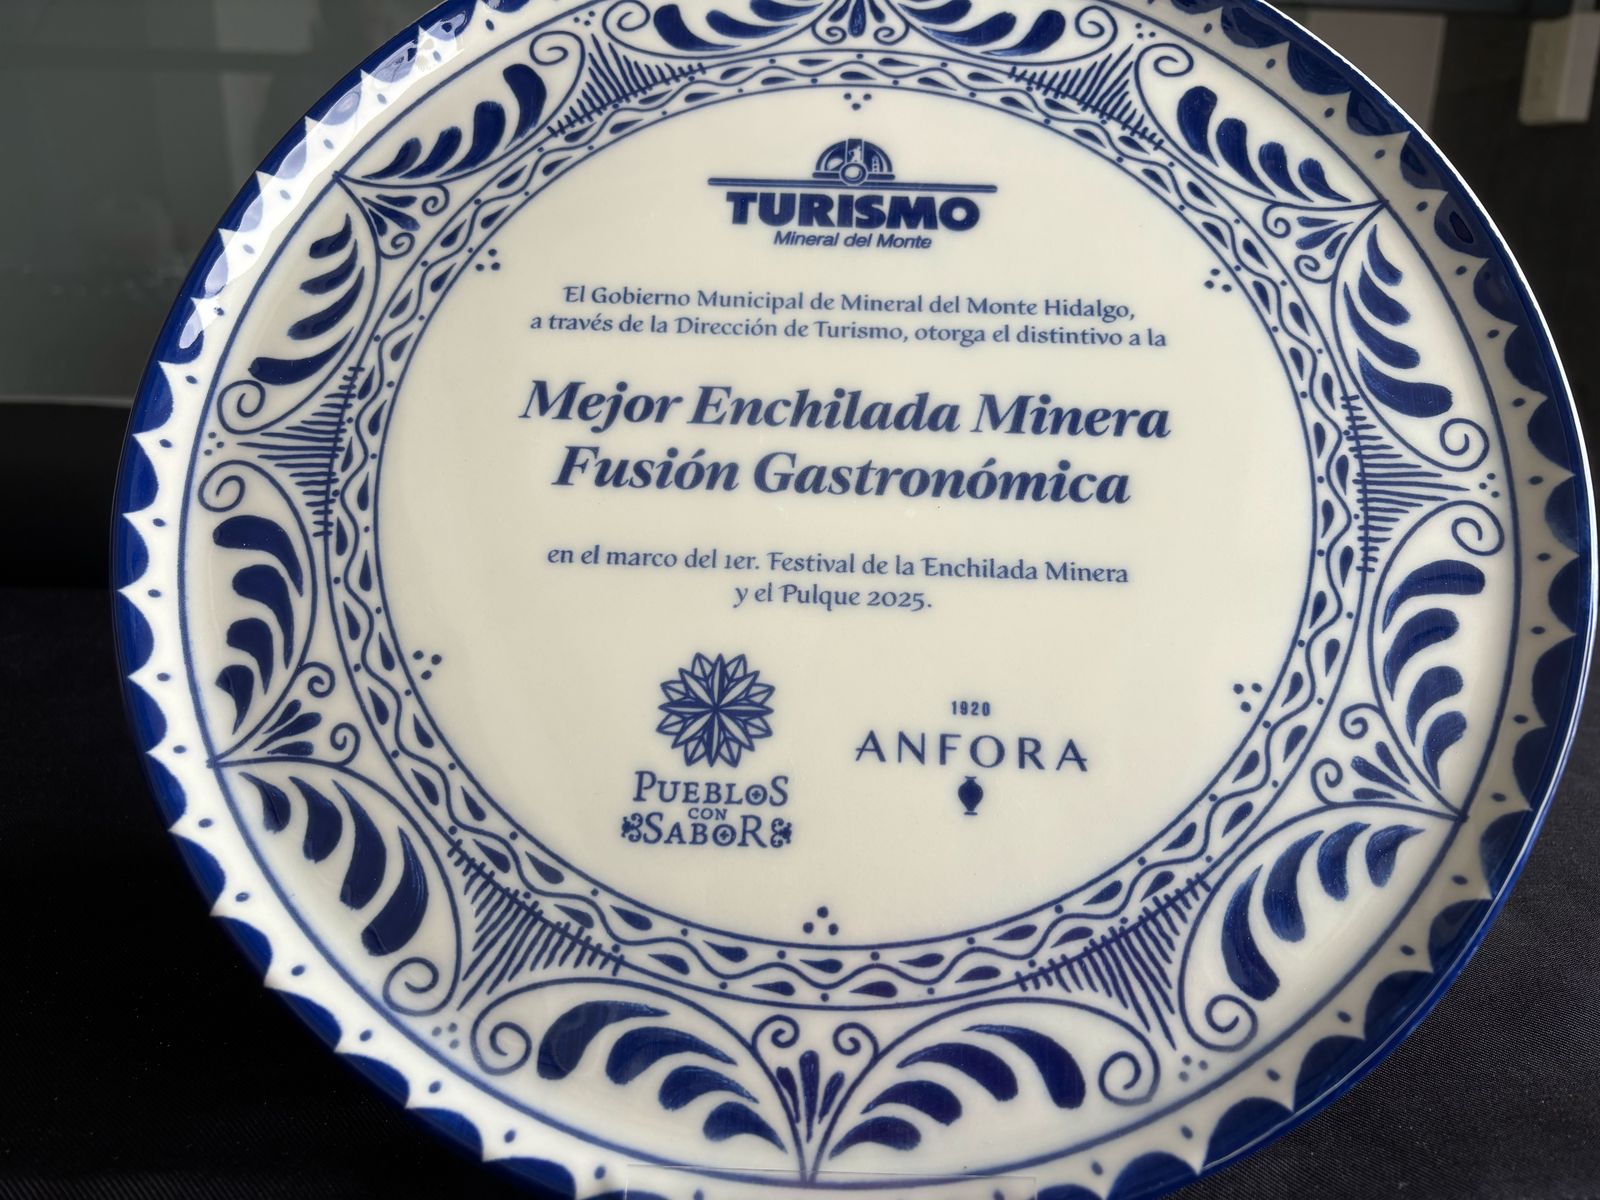 TURISMO
Mineral del Monte
El Gobierno Municipal de Mineral del Monte Hidalgo,
a través de la Dirección de Turismo, otorga el distintivo a la
Mejor Enchilada Minera
Fusión Gastronómica
en el marco del 1er. Festival de la Enchilada Minera
y el Pulque 2025.
PUEBLOS
CON
SABOR
1920
ANFORA